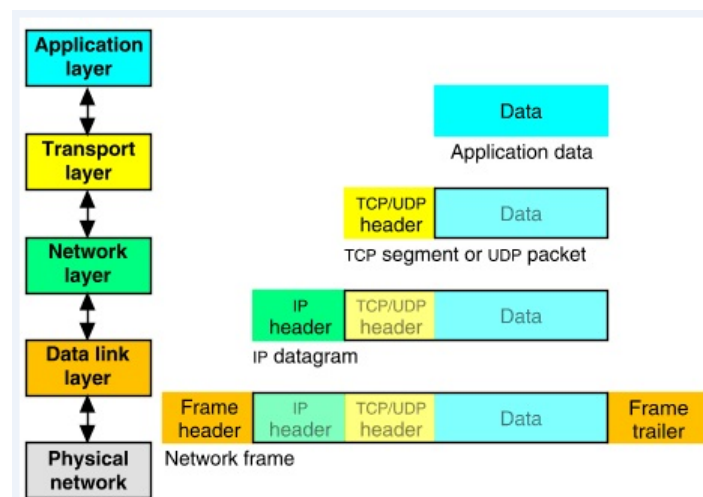 Application
layer
Data
Application data
Transport
layer
TCP/UDP
header
Data
TCP segment or UDP packet
Network
layer
IP
header
TCP/UDP
header
Data
IP datagram
Data link
layer
Frame
header
IP
header
TCP/UDP
header
Data
Frame
trailer
Network frame
Physical
network